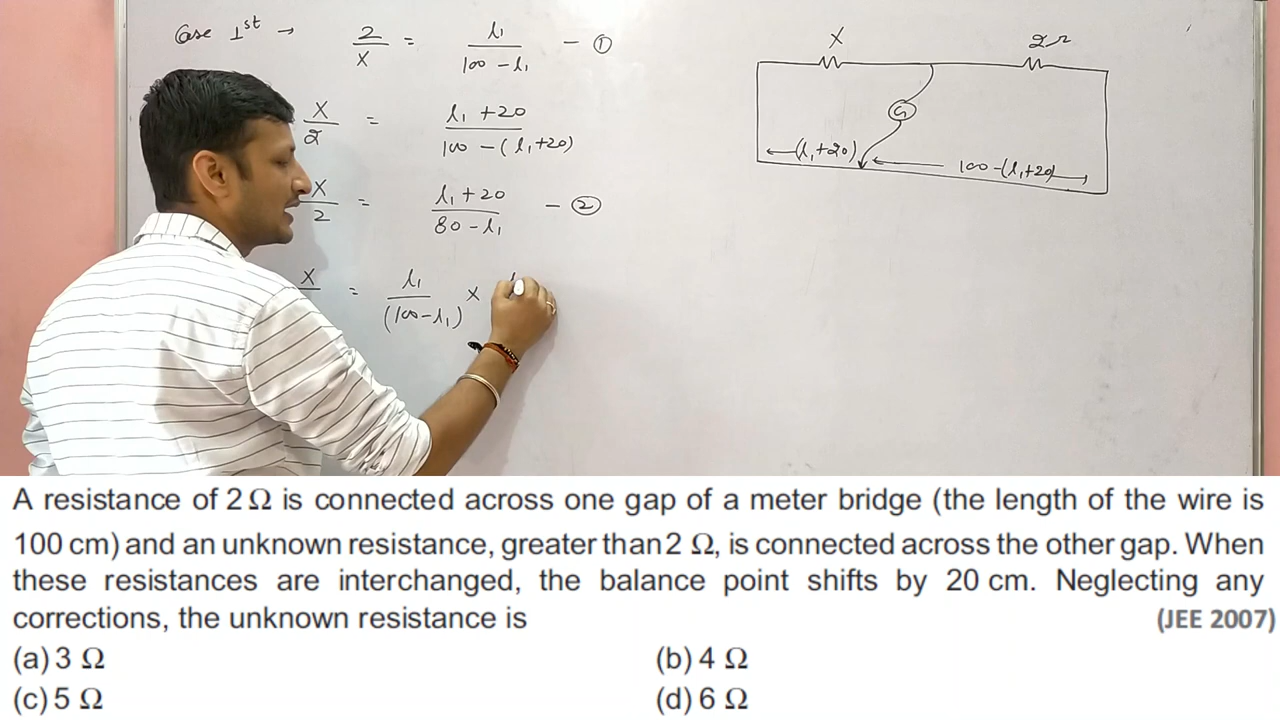 Case 1st → 2/X = l₁/(100 - l₁) - ①
X/2 = (l₁ + 20)/(100 - (l₁+20))
X/2 = (l₁ + 20)/(80 - l₁) - ②
X = l₁/(100-l₁) ×
X 2Ω
G
(l₁+20) 100-(l₁+20)
A resistance of 2 Ω is connected across one gap of a meter bridge (the length of the wire is
100 cm) and an unknown resistance, greater than 2 Ω, is connected across the other gap. When
these resistances are interchanged, the balance point shifts by 20 cm. Neglecting any
corrections, the unknown resistance is (JEE 2007)
(a) 3 Ω (b) 4 Ω
(c) 5 Ω (d) 6 Ω